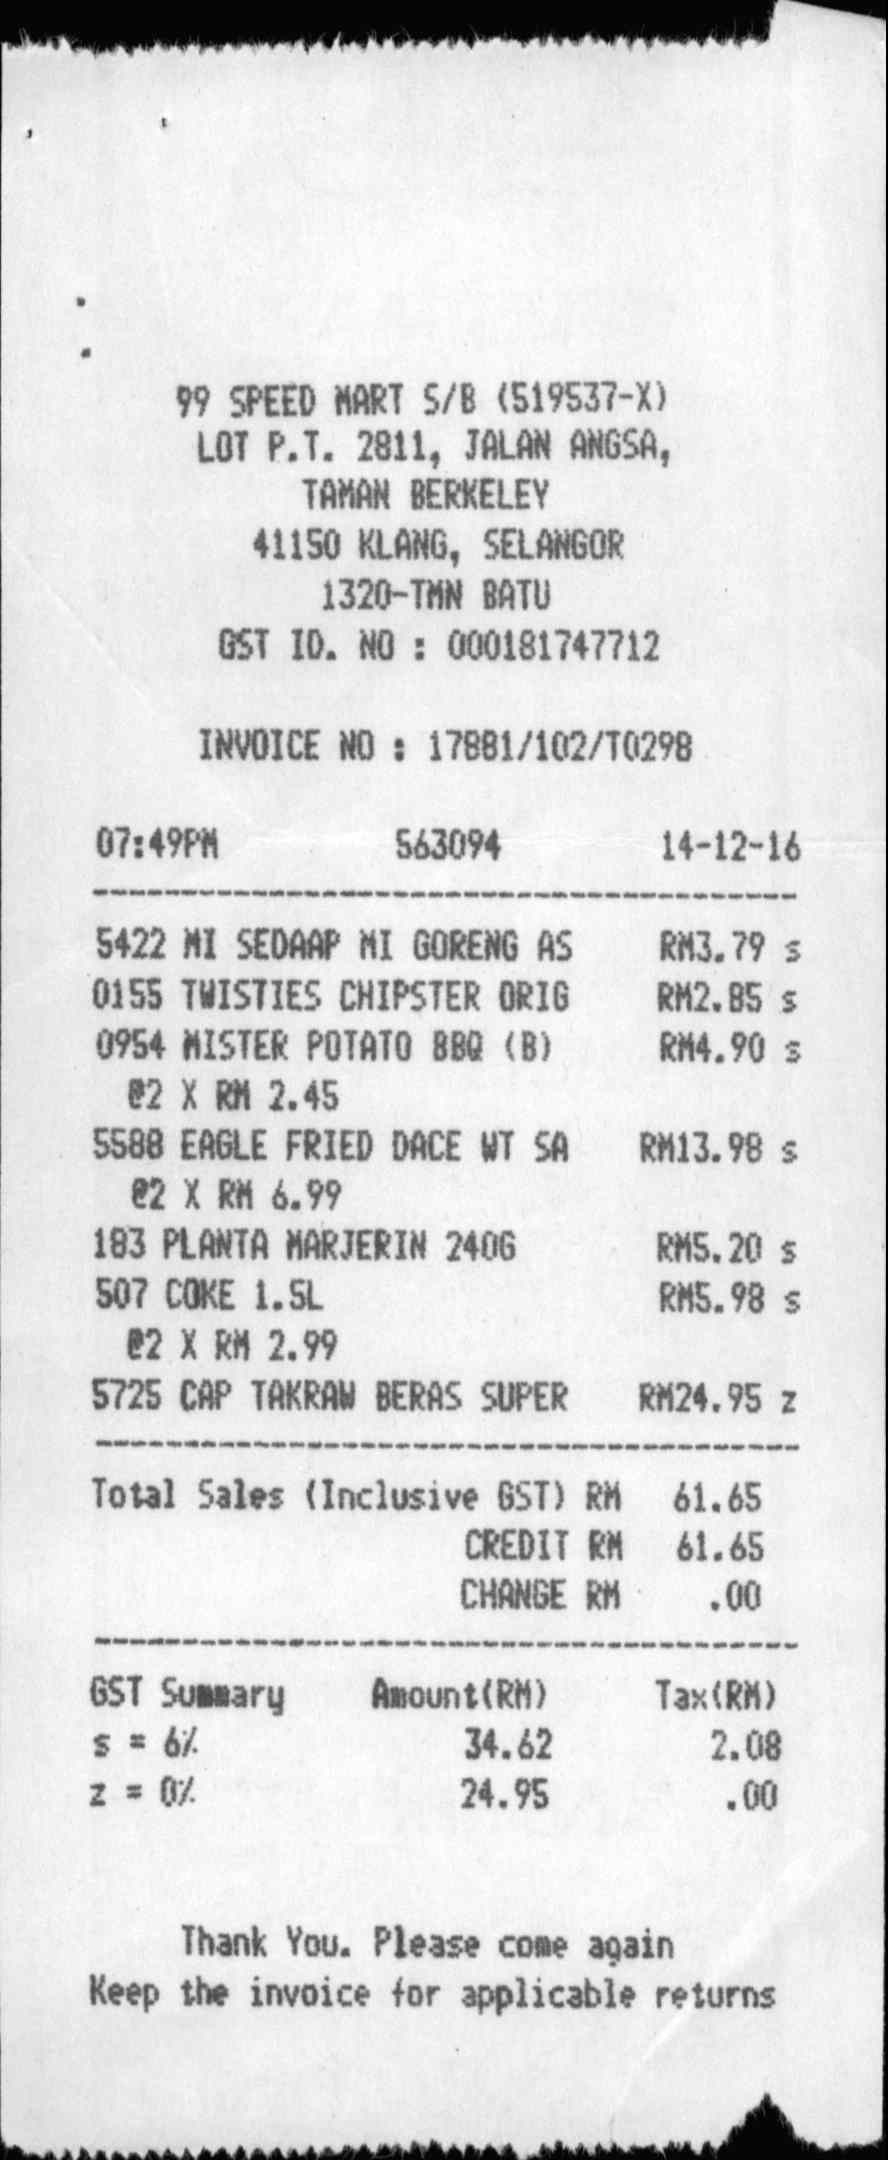 99 SPEED MART S/B (519537-X)
LOT P.T. 2811, JALAN ANGSA,
TAMAN BERKELEY
41150 KLANG, SELANGOR
1320-TMN BATU
GST ID. NO : 000181747712
INVOICE NO : 17881/102/T0298
07:49PM 563094 14-12-16
5422 MI SEDAAP MI GORENG AS RM3.79 s
0155 TWISTIES CHIPSTER ORIG RM2.85 s
0954 MISTER POTATO BBQ (B) RM4.90 s
@2 X RM 2.45
5588 EAGLE FRIED DACE WT SA RM13.98 s
@2 X RM 6.99
183 PLANTA MARJERIN 240G RM5.20 s
507 COKE 1.5L RM5.98 s
@2 X RM 2.99
5725 CAP TAKRAW BERAS SUPER RM24.95 z
Total Sales (Inclusive GST) RM 61.65
CREDIT RM 61.65
CHANGE RM .00
GST Summary Amount(RM) Tax(RM)
s = 6% 34.62 2.08
z = 0% 24.95 .00
Thank You. Please come again
Keep the invoice for applicable returns